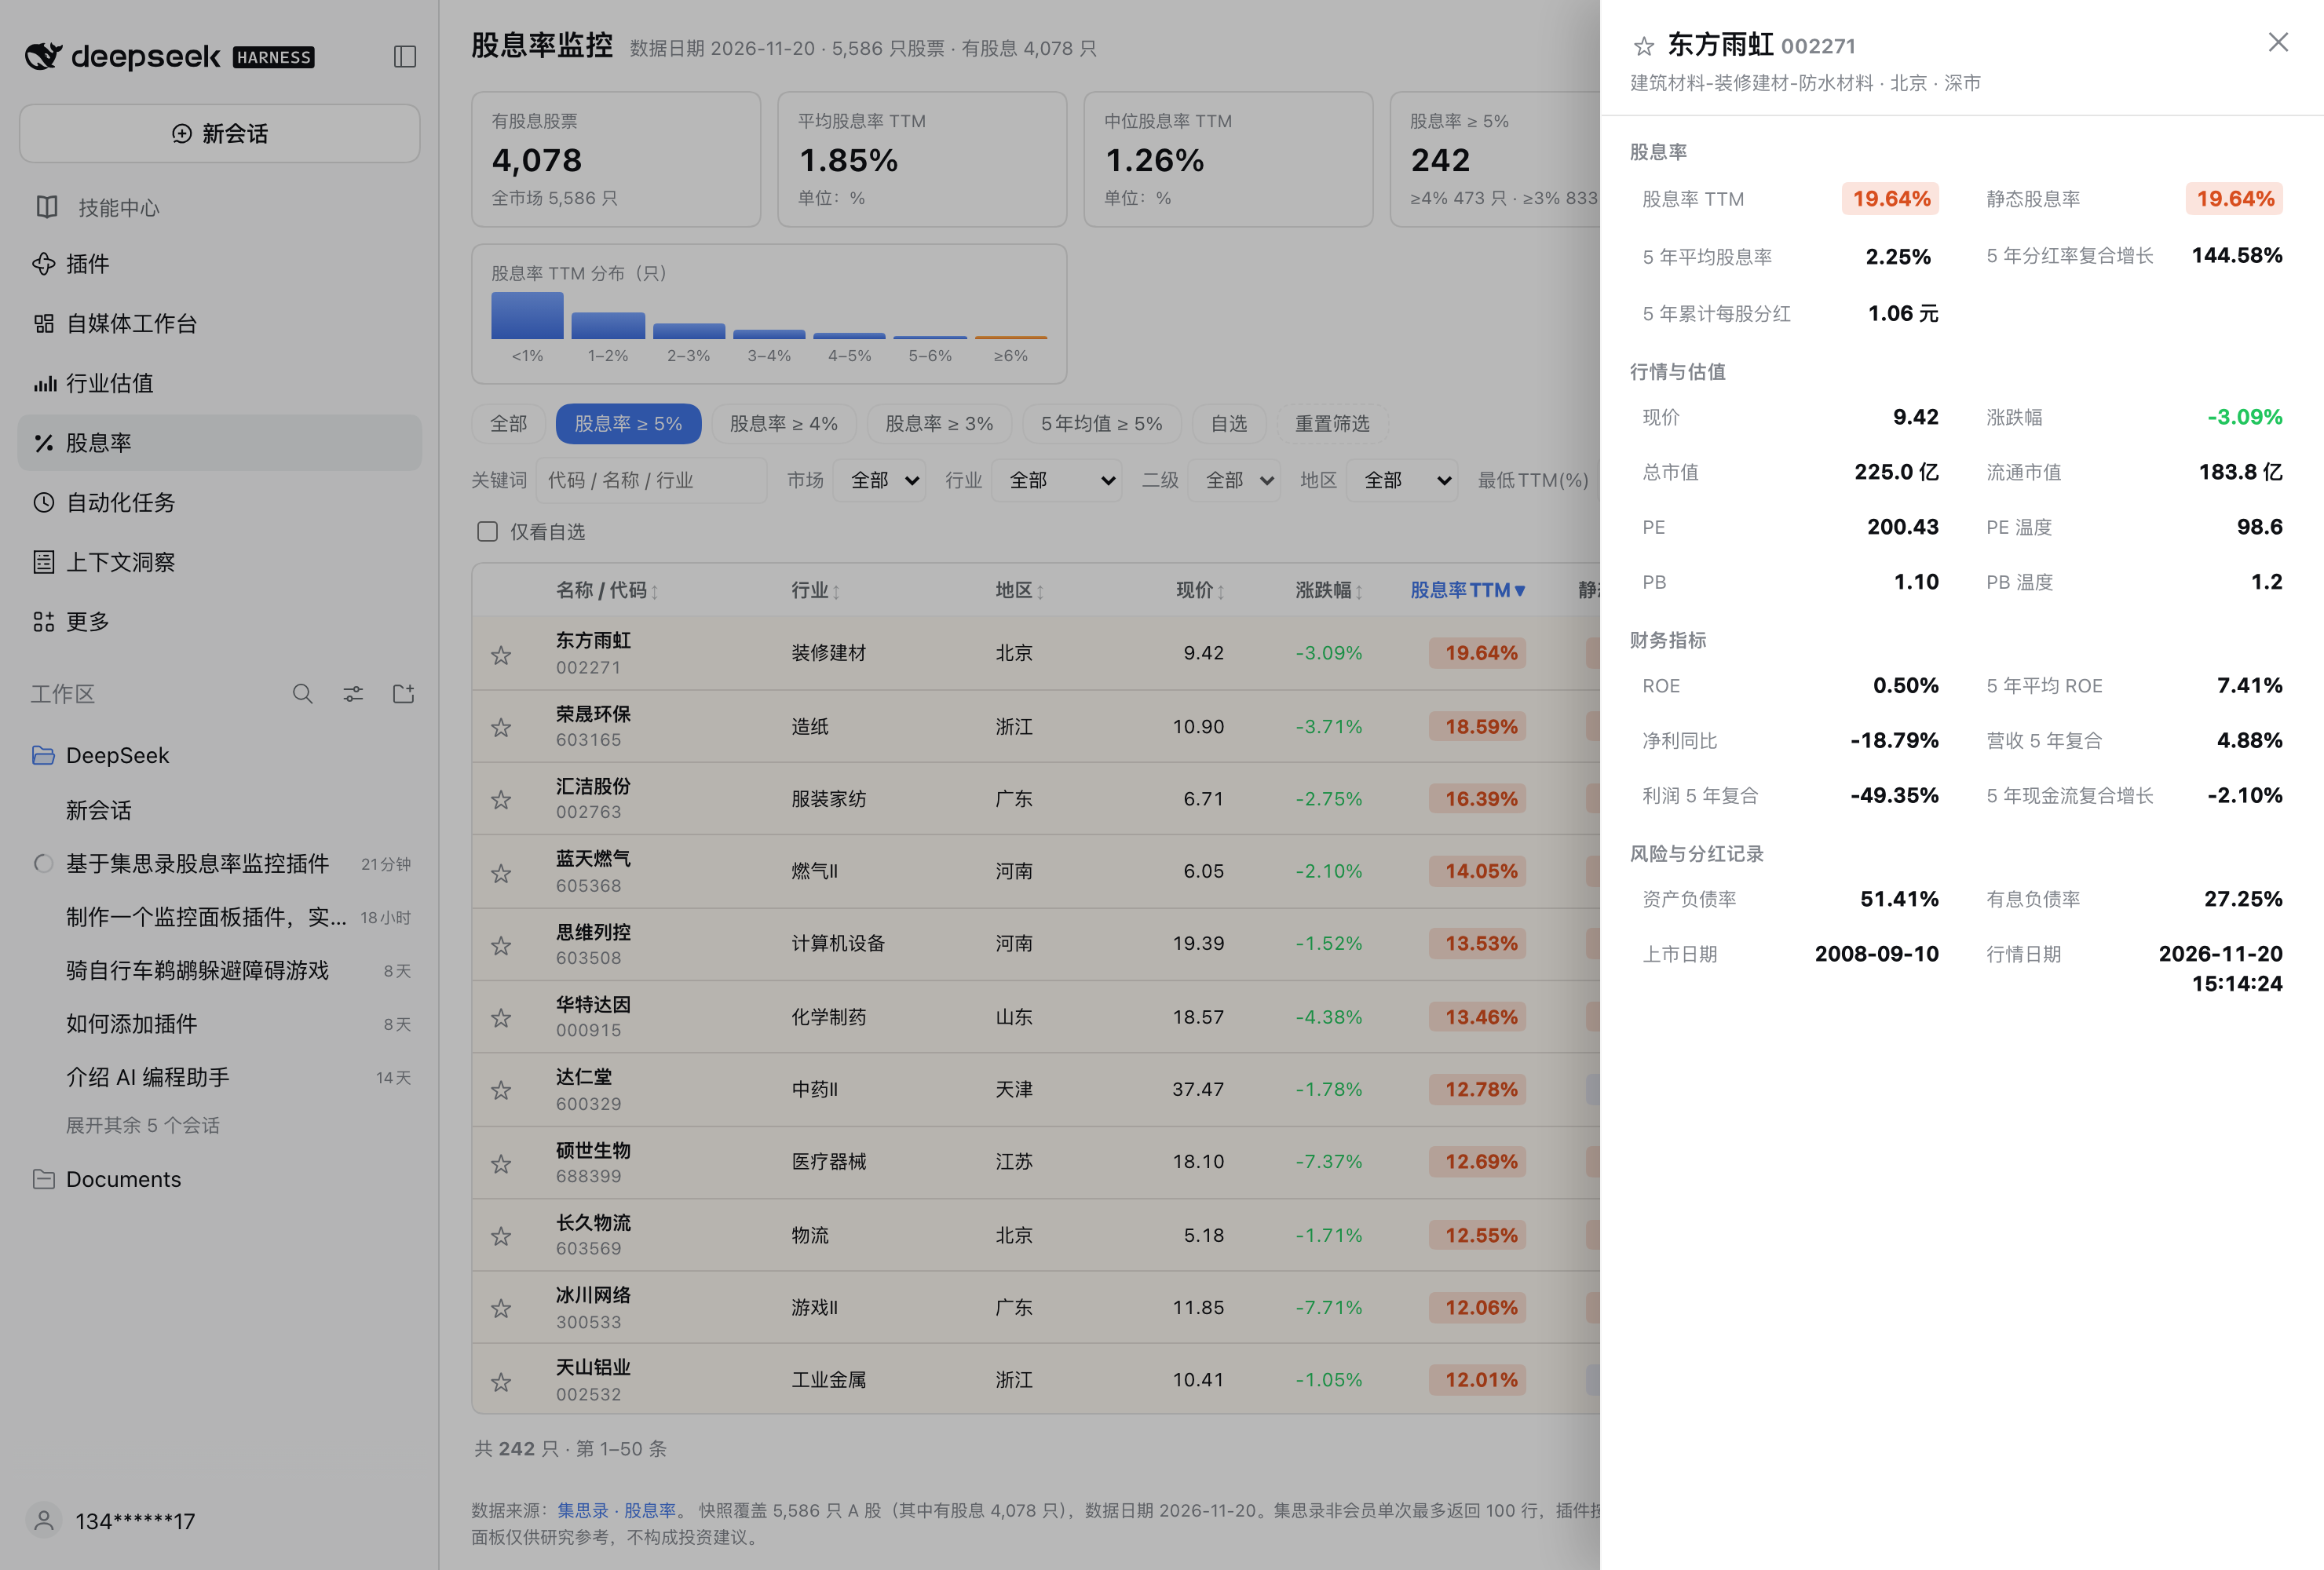 deepseek HARNESS
新会话
技能中心
插件
自媒体工作台
行业估值
股息率
自动化任务
上下文洞察
更多
工作区
DeepSeek
新会话
基于集思录股息率监控插件 21分钟
制作一个监控面板插件，实... 18小时
骑自行车鹈鹕躲避障碍游戏 8天
如何添加插件 8天
介绍 AI 编程助手 14天
展开其余 5 个会话
Documents
134******17
股息率监控 数据日期 2026-11-20 · 5,586 只股票 · 有股息 4,078 只
有股息股票
4,078
全市场 5,586 只
平均股息率 TTM
1.85%
单位：%
中位股息率 TTM
1.26%
单位：%
股息率 ≥ 5%
242
≥4% 473 只 · ≥3% 833
股息率 TTM 分布（只）
<1% 1–2% 2–3% 3–4% 4–5% 5–6% ≥6%
全部 股息率 ≥ 5% 股息率 ≥ 4% 股息率 ≥ 3% 5年均值 ≥ 5% 自选 重置筛选
关键词 代码 / 名称 / 行业 市场 全部 行业 全部 二级 全部 地区 全部 最低TTM(%)
仅看自选
名称 / 代码 行业 地区 现价 涨跌幅 股息率TTM▼
东方雨虹 装修建材 北京 9.42 -3.09% 19.64%
002271
荣晟环保 造纸 浙江 10.90 -3.71% 18.59%
603165
汇洁股份 服装家纺 广东 6.71 -2.75% 16.39%
002763
蓝天燃气 燃气II 河南 6.05 -2.10% 14.05%
605368
思维列控 计算机设备 河南 19.39 -1.52% 13.53%
603508
华特达因 化学制药 山东 18.57 -4.38% 13.46%
000915
达仁堂 中药II 天津 37.47 -1.78% 12.78%
600329
硕世生物 医疗器械 江苏 18.10 -7.37% 12.69%
688399
长久物流 物流 北京 5.18 -1.71% 12.55%
603569
冰川网络 游戏II 广东 11.85 -7.71% 12.06%
300533
天山铝业 工业金属 浙江 10.41 -1.05% 12.01%
002532
共 242 只 · 第 1–50 条
数据来源：集思录 · 股息率。 快照覆盖 5,586 只 A 股（其中有股息 4,078 只），数据日期 2026-11-20。集思录非会员单次最多返回 100 行，插件按
面板仅供研究参考，不构成投资建议。
东方雨虹 002271
建筑材料-装修建材-防水材料 · 北京 · 深市
股息率
股息率 TTM 19.64% 静态股息率 19.64%
5 年平均股息率 2.25% 5 年分红率复合增长 144.58%
5 年累计每股分红 1.06 元
行情与估值
现价 9.42 涨跌幅 -3.09%
总市值 225.0 亿 流通市值 183.8 亿
PE 200.43 PE 温度 98.6
PB 1.10 PB 温度 1.2
财务指标
ROE 0.50% 5 年平均 ROE 7.41%
净利同比 -18.79% 营收 5 年复合 4.88%
利润 5 年复合 -49.35% 5 年现金流复合增长 -2.10%
风险与分红记录
资产负债率 51.41% 有息负债率 27.25%
上市日期 2008-09-10 行情日期 2026-11-20
15:14:24